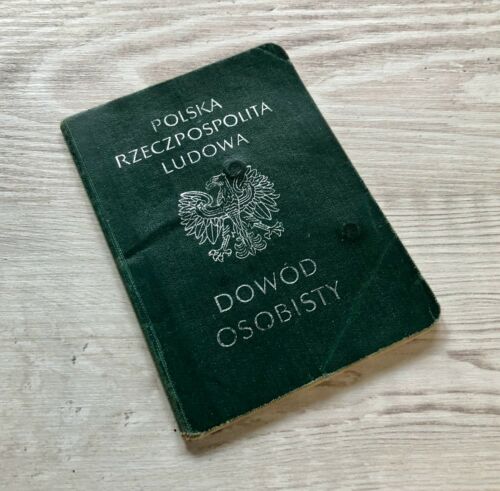 POLSKA
RZECZPOSPOLITA
LUDOWA
DOWÓD
OSOBISTY